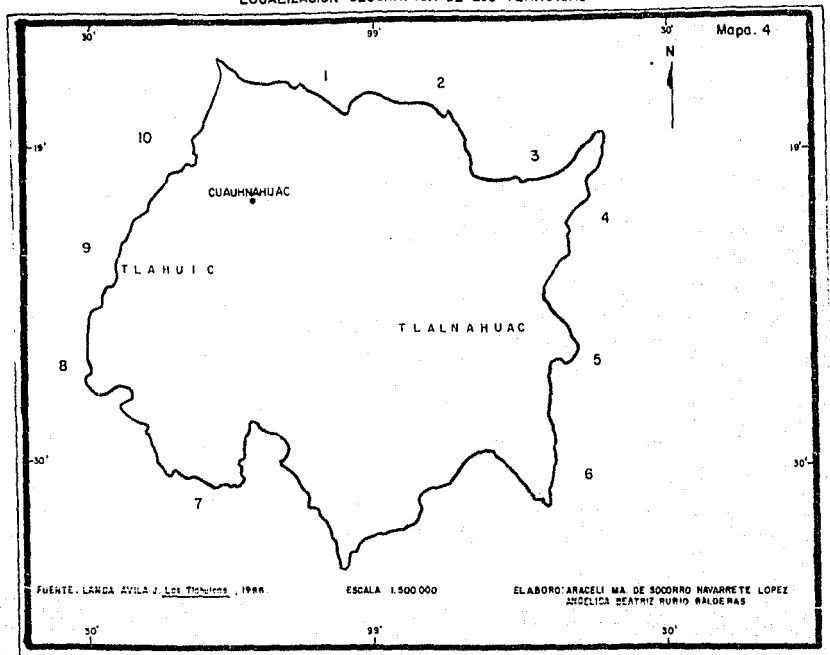 30'
99
30'
Mapa. 4
N
1
2
3
10
19'
19'
CUAUHNAHUAC
4
9
TLAHUIC
TLALNAHUAC
5
8
30'
30'
6
7
FUENTE. LANDA AVILA J. Los Tlahuicas, 1986.
ESCALA 1:500 000
ELABORO: ARACELI MA. DE SOCORRO NAVARRETE LOPEZ
ANGELICA BEATRIZ RUBIO BALDERAS
30'
99
30'